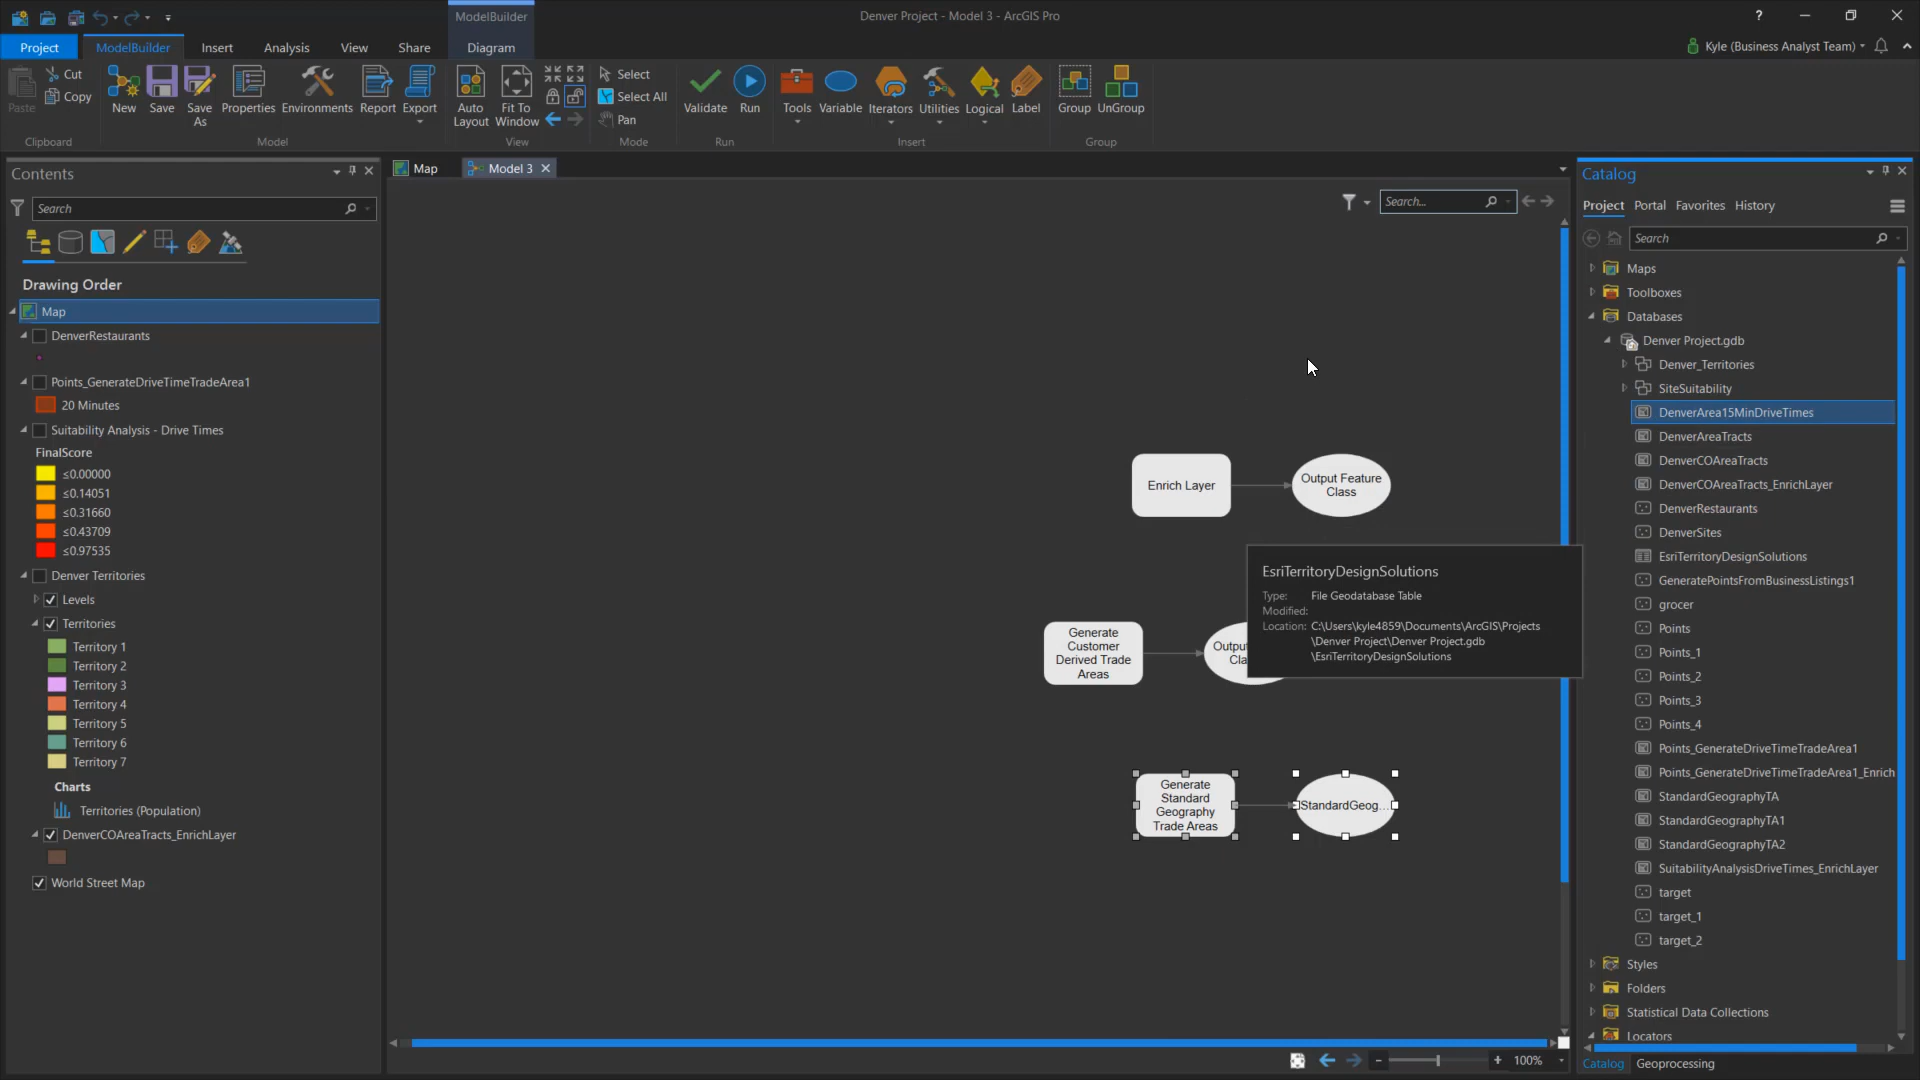 ModelBuilder
Denver Project - Model 3 - ArcGIS Pro
?
Project
ModelBuilder
Insert
Analysis
View
Share
Diagram
Kyle (Business Analyst Team)
Paste
Cut
Copy
Clipboard
New
Save
Save As
Properties
Environments
Report
Export
Model
Auto Layout
Fit To Window
View
Select
Select All
Pan
Mode
Validate
Run
Run
Tools
Variable
Iterators
Utilities
Logical
Label
Insert
Group
UnGroup
Group
Contents
Search
Drawing Order
Map
DenverRestaurants
Points_GenerateDriveTimeTradeArea1
20 Minutes
Suitability Analysis - Drive Times
FinalScore
≤0.00000
≤0.14051
≤0.31660
≤0.43709
≤0.97535
Denver Territories
Levels
Territories
Territory 1
Territory 2
Territory 3
Territory 4
Territory 5
Territory 6
Territory 7
Charts
Territories (Population)
DenverCOAreaTracts_EnrichLayer
World Street Map
Map
Model 3
Search...
Enrich Layer
Output Feature
Class
Generate
Customer
Derived Trade
Areas
Outpu
Cla
EsriTerritoryDesignSolutions
Type: File Geodatabase Table
Modified:
Location: C:\Users\kyle4859\Documents\ArcGIS\Projects
\Denver Project\Denver Project.gdb
\EsriTerritoryDesignSolutions
Generate
Standard
Geography
Trade Areas
StandardGeog...
100%
Catalog
Project
Portal
Favorites
History
Search
Maps
Toolboxes
Databases
Denver Project.gdb
Denver_Territories
SiteSuitability
DenverArea15MinDriveTimes
DenverAreaTracts
DenverCOAreaTracts
DenverCOAreaTracts_EnrichLayer
DenverRestaurants
DenverSites
EsriTerritoryDesignSolutions
GeneratePointsFromBusinessListings1
grocer
Points
Points_1
Points_2
Points_3
Points_4
Points_GenerateDriveTimeTradeArea1
Points_GenerateDriveTimeTradeArea1_Enrich
StandardGeographyTA
StandardGeographyTA1
StandardGeographyTA2
SuitabilityAnalysisDriveTimes_EnrichLayer
target
target_1
target_2
Styles
Folders
Statistical Data Collections
Locators
Catalog
Geoprocessing